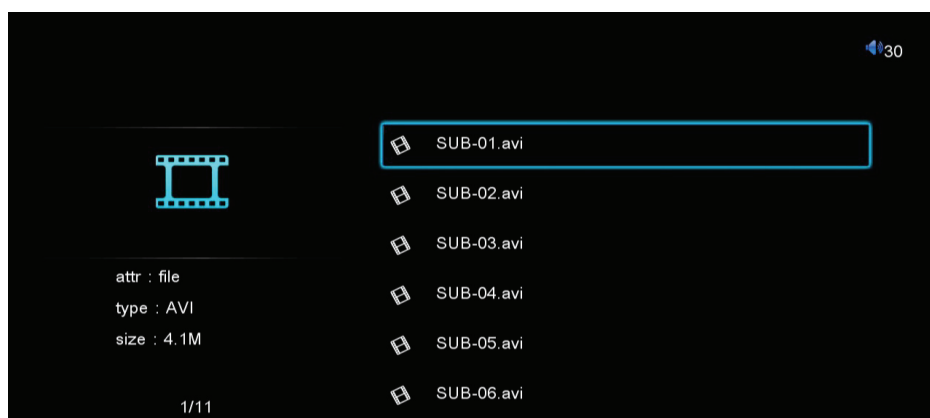 30
SUB-01.avi
SUB-02.avi
SUB-03.avi
attr : file
SUB-04.avi
type : AVI
size : 4.1M
SUB-05.avi
SUB-06.avi
1/11